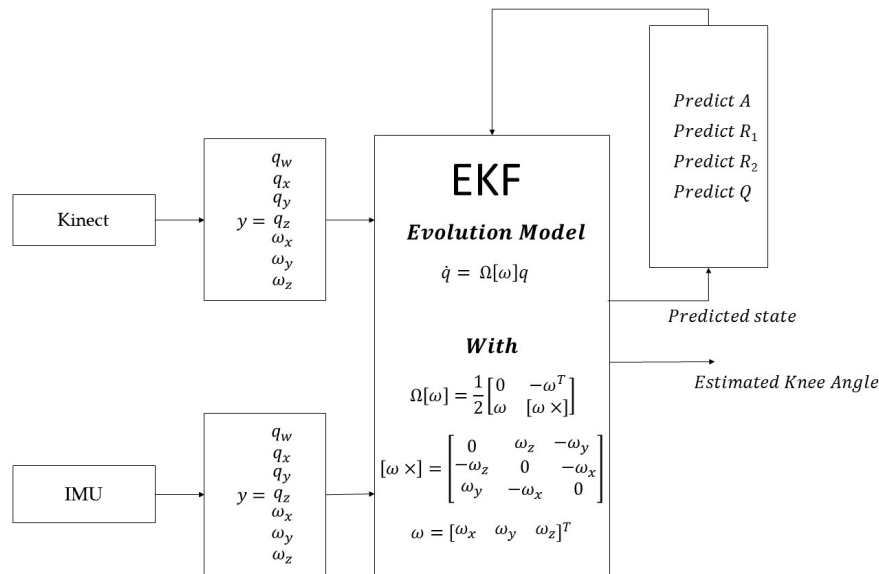 Kinect
q_w
q_x
q_y
y = q_z
ω_x
ω_y
ω_z
IMU
q_w
q_x
q_y
y = q_z
ω_x
ω_y
ω_z
EKF
Evolution Model
q̇ = Ω[ω]q
With
Ω[ω] = 1/2 [0 −ω^T; ω [ω ×]]
[ω ×] = [0 ω_z −ω_y; −ω_z 0 −ω_x; ω_y −ω_x 0]
ω = [ω_x ω_y ω_z]^T
Predict A
Predict R_1
Predict R_2
Predict Q
Predicted state
Estimated Knee Angle